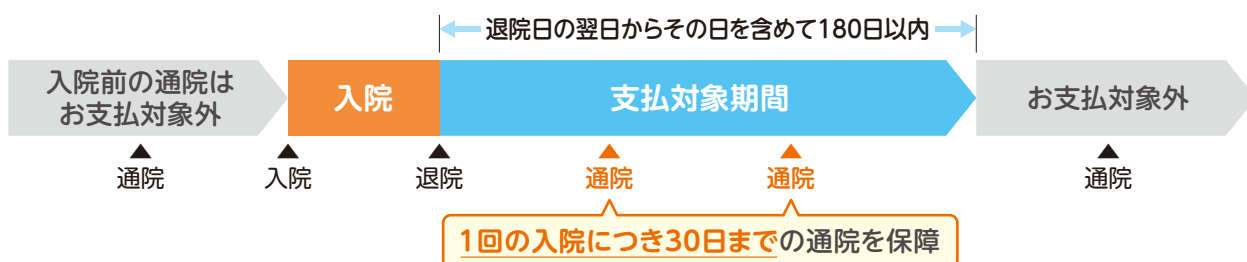 退院日の翌日からその日を含めて180日以内
入院前の通院は
お支払対象外
入院
支払対象期間
お支払対象外
通院
入院
退院
通院
通院
通院
1回の入院につき30日までの通院を保障